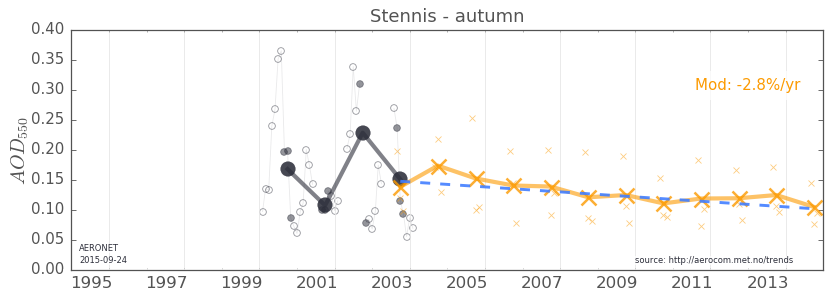 Stennis - autumn
0.40
0.35
0.30
0.25
0.20
0.15
0.10
0.05
0.00
AOD550
Mod: -2.8%/yr
AERONET
2015-09-24
source: http://aerocom.met.no/trends
1995 1997 1999 2001 2003 2005 2007 2009 2011 2013